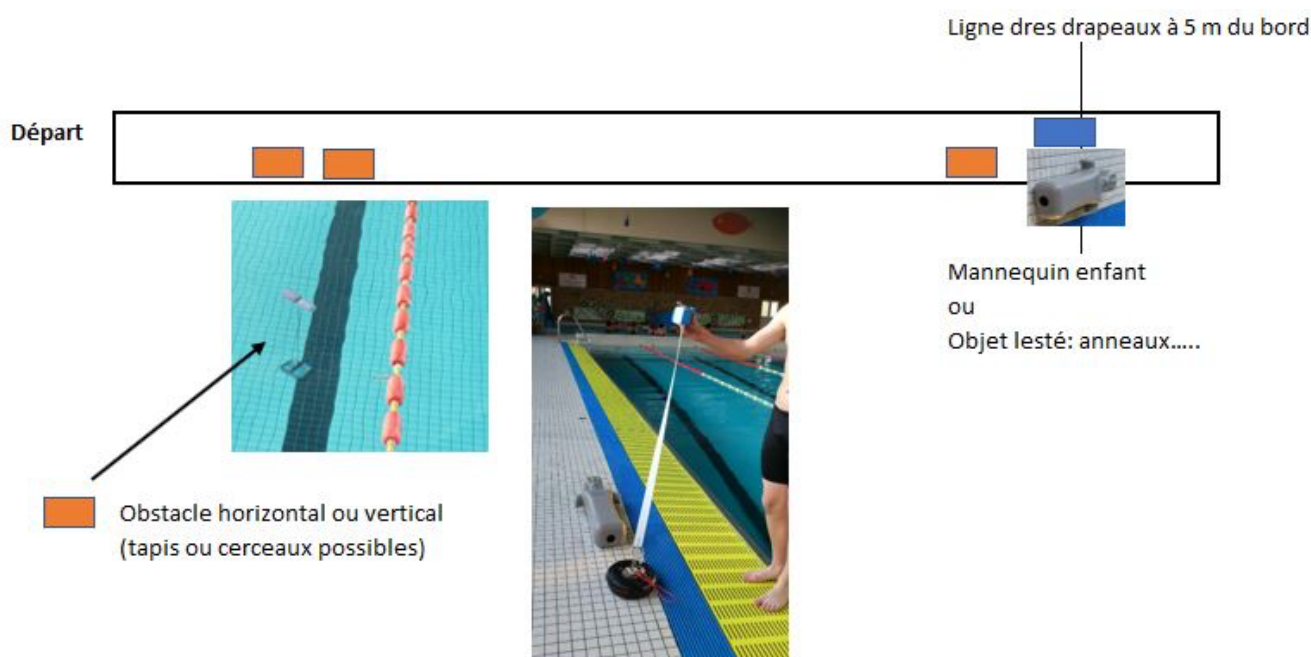 Ligne dres drapeaux à 5 m du bord
Départ
Mannequin enfant
ou
Objet lesté: anneaux.....
Obstacle horizontal ou vertical
(tapis ou cerceaux possibles)